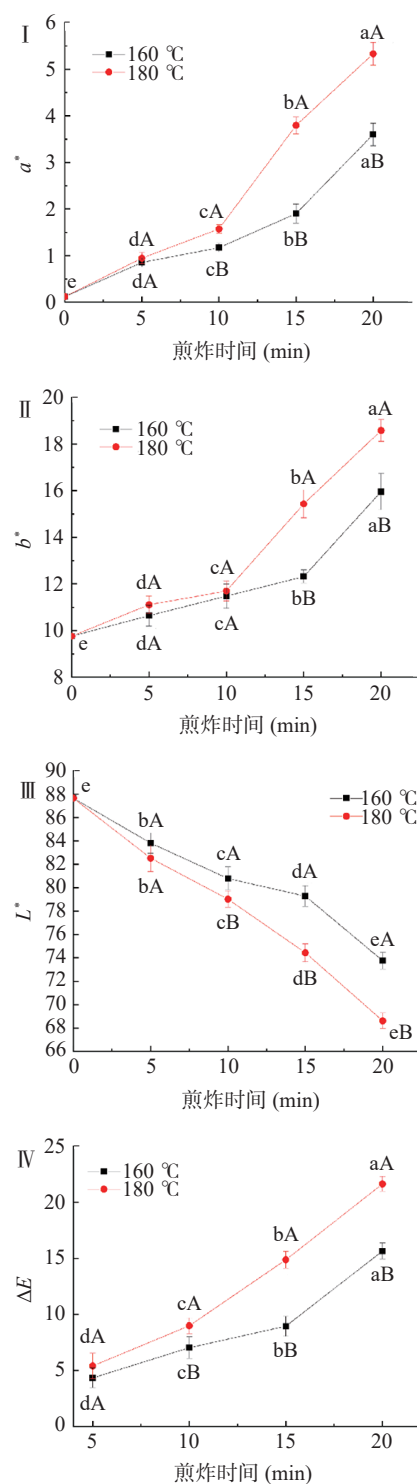 I
160 ℃
180 ℃
a*
6
5
4
3
2
1
0
e
dA
dA
cA
cB
bA
bB
aA
aB
0 5 10 15 20
煎炸时间 (min)
II
160 ℃
180 ℃
b*
20
18
16
14
12
10
8
e
dA
dA
cA
cA
bA
bB
aA
aB
0 5 10 15 20
煎炸时间 (min)
III
160 ℃
180 ℃
L*
88
86
84
82
80
78
76
74
72
70
68
66
e
bA
bA
cA
cB
dA
dB
eA
eB
0 5 10 15 20
煎炸时间 (min)
IV
160 ℃
180 ℃
ΔE
25
20
15
10
5
0
dA
dA
cA
cB
bA
bB
aA
aB
5 10 15 20
煎炸时间 (min)